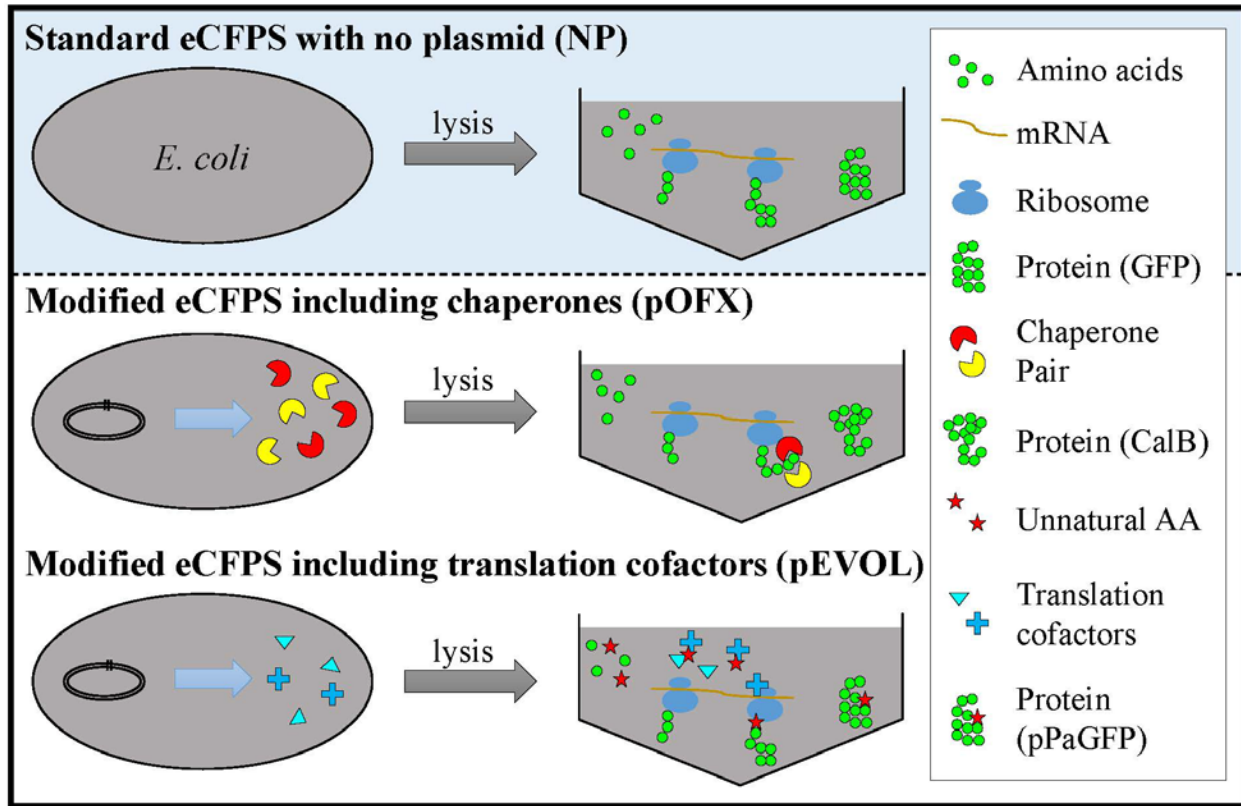 Standard eCFPS with no plasmid (NP)
E. coli
lysis
Modified eCFPS including chaperones (pOFX)
lysis
Modified eCFPS including translation cofactors (pEVOL)
lysis
Amino acids
mRNA
Ribosome
Protein (GFP)
Chaperone
Pair
Protein (CalB)
Unnatural AA
Translation
cofactors
Protein
(pPaGFP)